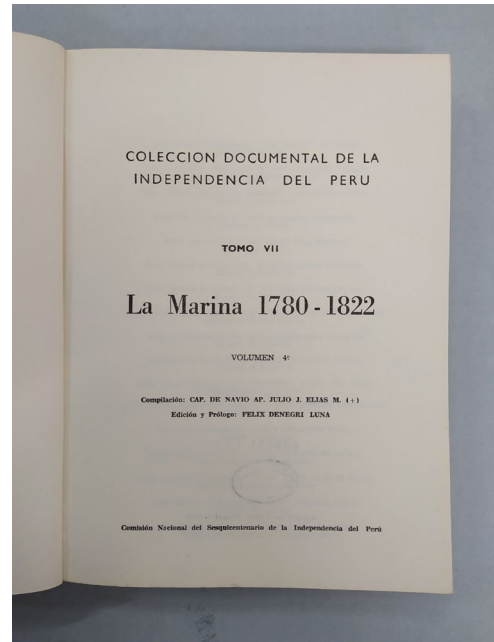 COLECCION DOCUMENTAL DE LA
INDEPENDENCIA DEL PERU
TOMO VII
La Marina 1780 - 1822
VOLUMEN 4º
Compilación: CAP. DE NAVIO AP. JULIO J. ELIAS M. (+)
Edición y Prólogo: FELIX DENEGRI LUNA
Comisión Nacional del Sesquicentenario de la Independencia del Perú